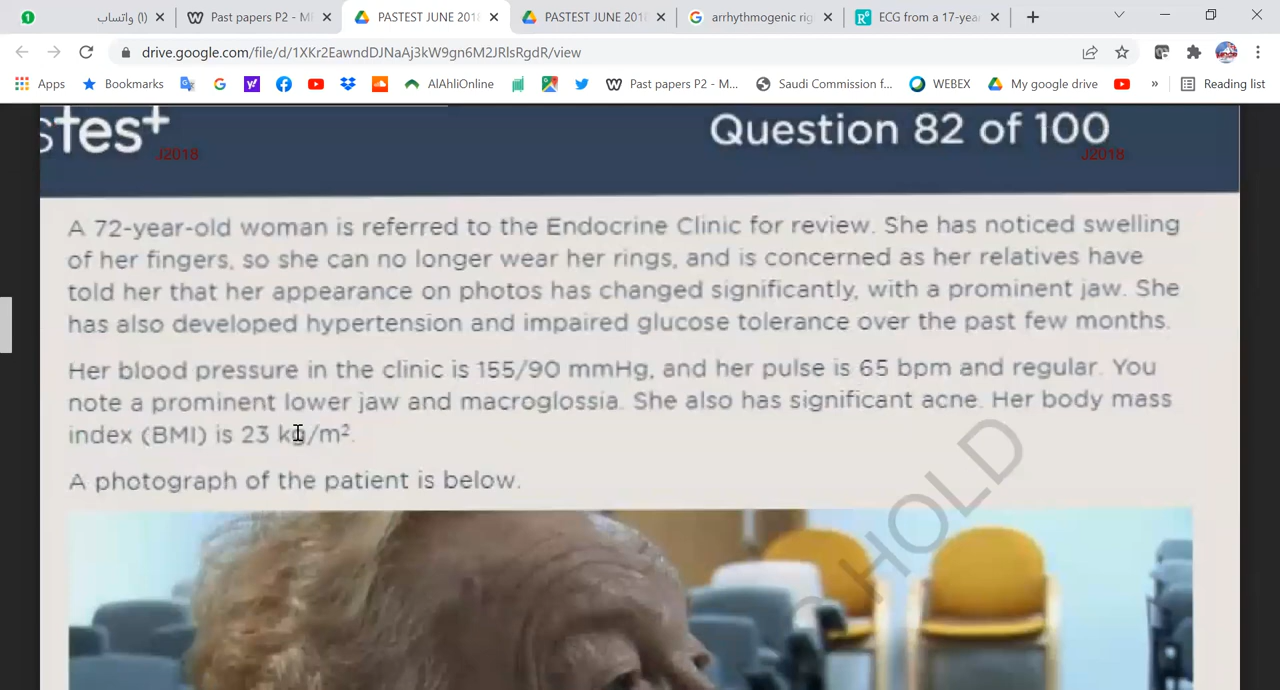 (1) واتساب
Past papers P2 - MF
PASTEST JUNE 2018
PASTEST JUNE 2018
arrhythmogenic rig
ECG from a 17-yea
drive.google.com/file/d/1XKr2EawndDJNaAj3kW9gn6M2JRlsRgdR/view
Apps
Bookmarks
AlAhliOnline
Past papers P2 - M...
Saudi Commission f...
WEBEX
My google drive
»
Reading list
stest+
Question 82 of 100
J2018
J2018
A 72-year-old woman is referred to the Endocrine Clinic for review. She has noticed swelling
of her fingers, so she can no longer wear her rings, and is concerned as her relatives have
told her that her appearance on photos has changed significantly, with a prominent jaw. She
has also developed hypertension and impaired glucose tolerance over the past few months.
Her blood pressure in the clinic is 155/90 mmHg, and her pulse is 65 bpm and regular. You
note a prominent lower jaw and macroglossia. She also has significant acne. Her body mass
index (BMI) is 23 kg/m².
A photograph of the patient is below.
HOLD